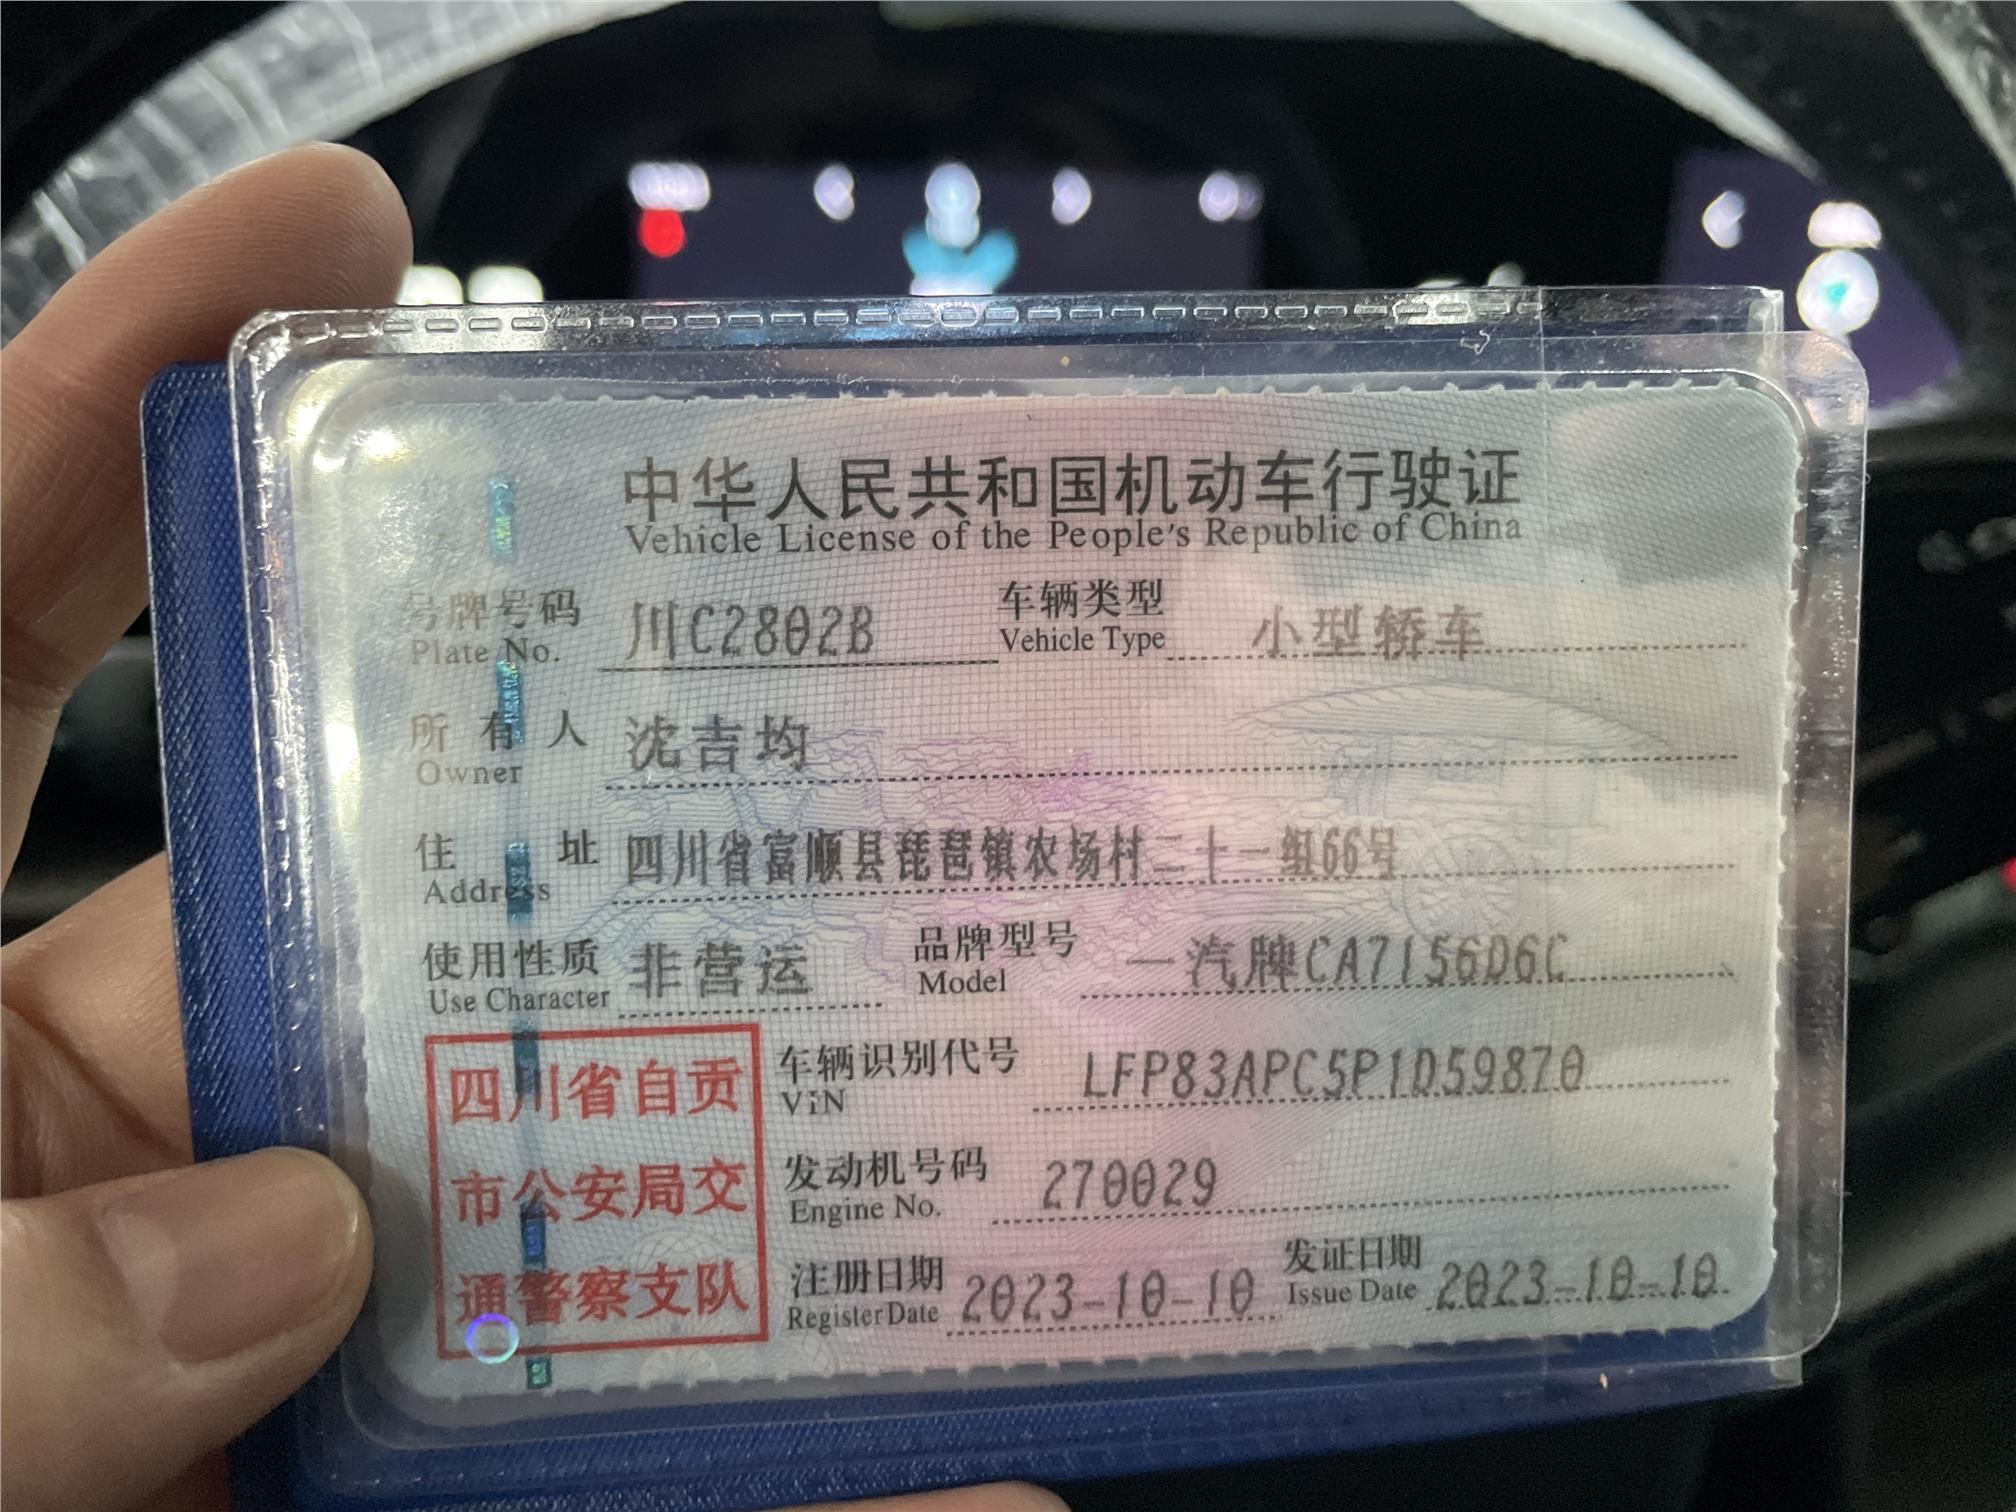 中华人民共和国机动车行驶证
Vehicle License of the People's Republic of China
号牌号码 川C2802B 车辆类型 小型轿车
Plate No. Vehicle Type
所有人 沈吉均
Owner
住址 四川省富顺县琵琶镇农场村二十一组66号
Address
使用性质 非营运 品牌型号 一汽牌CA7156D6C
Use Character Model
四川省自贡
市公安局交
通警察支队
车辆识别代号 LFP83APC5P1D59870
VIN
发动机号码 270029
Engine No.
注册日期 2023-10-10 发证日期 2023-10-10
Register Date Issue Date